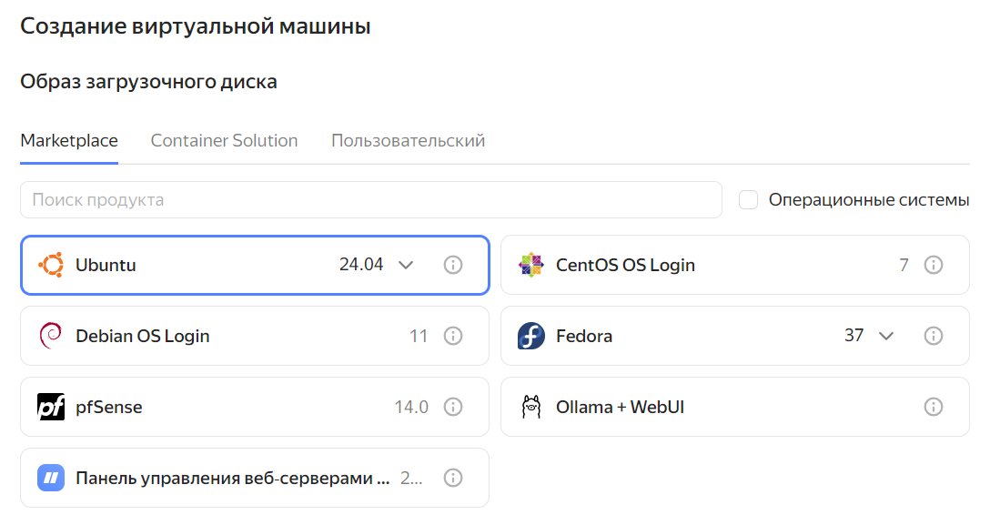 Создание виртуальной машины
Образ загрузочного диска
Marketplace Container Solution Пользовательский
Поиск продукта Операционные системы
Ubuntu 24.04 CentOS OS Login 7
Debian OS Login 11 Fedora 37
pf pfSense 14.0 Ollama + WebUI
Панель управления веб-серверами ... 2...